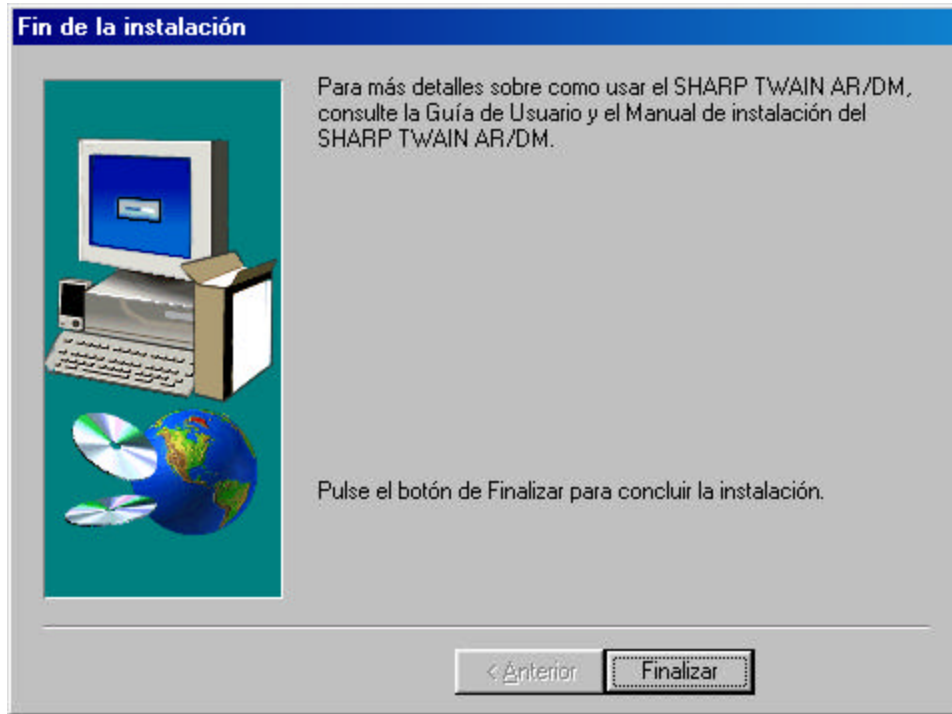 Fin de la instalación
Para más detalles sobre como usar el SHARP TWAIN AR/DM,
consulte la Guía de Usuario y el Manual de instalación del
SHARP TWAIN AR/DM.
Pulse el botón de Finalizar para concluir la instalación.
< Anterior
Finalizar